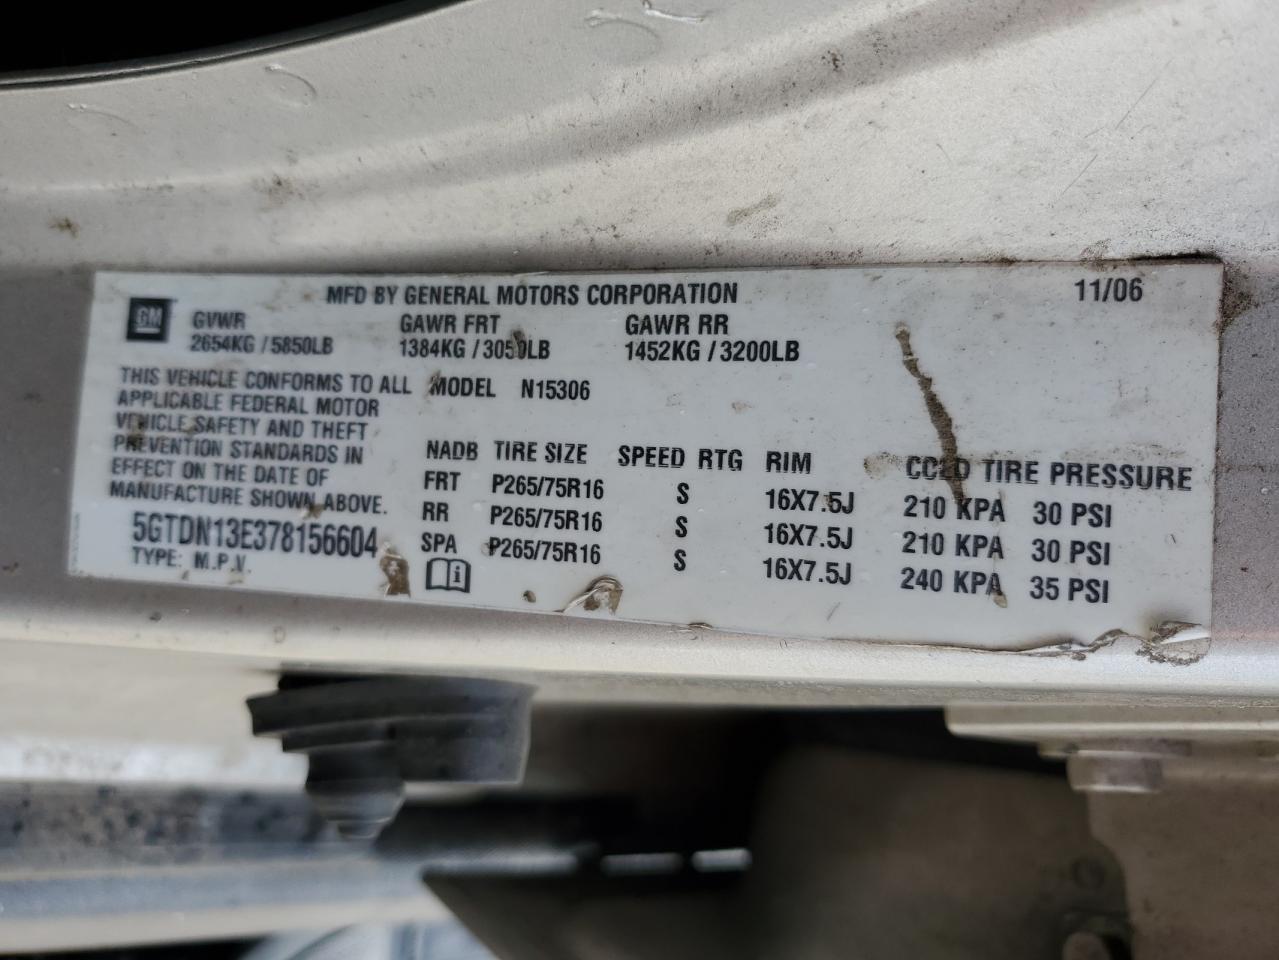 MFD BY GENERAL MOTORS CORPORATION 11/06
GM
GVWR GAWR FRT GAWR RR
2654KG / 5850LB 1384KG / 3050LB 1452KG / 3200LB
THIS VEHICLE CONFORMS TO ALL
APPLICABLE FEDERAL MOTOR
VEHICLE SAFETY AND THEFT
PREVENTION STANDARDS IN
EFFECT ON THE DATE OF
MANUFACTURE SHOWN ABOVE.
5GTDN13E378156604
TYPE: M.P.V.
MODEL N15306
NADB TIRE SIZE SPEED RTG RIM COLD TIRE PRESSURE
FRT P265/75R16 S 16X7.5J 210 KPA 30 PSI
RR P265/75R16 S 16X7.5J 210 KPA 30 PSI
SPA P265/75R16 S 16X7.5J 240 KPA 35 PSI